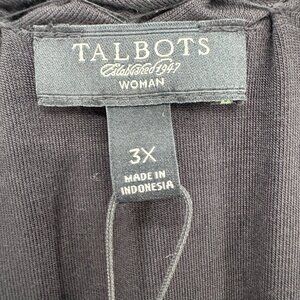 TALBOTS
Established 1947
WOMAN
3X
MADE IN
INDONESIA